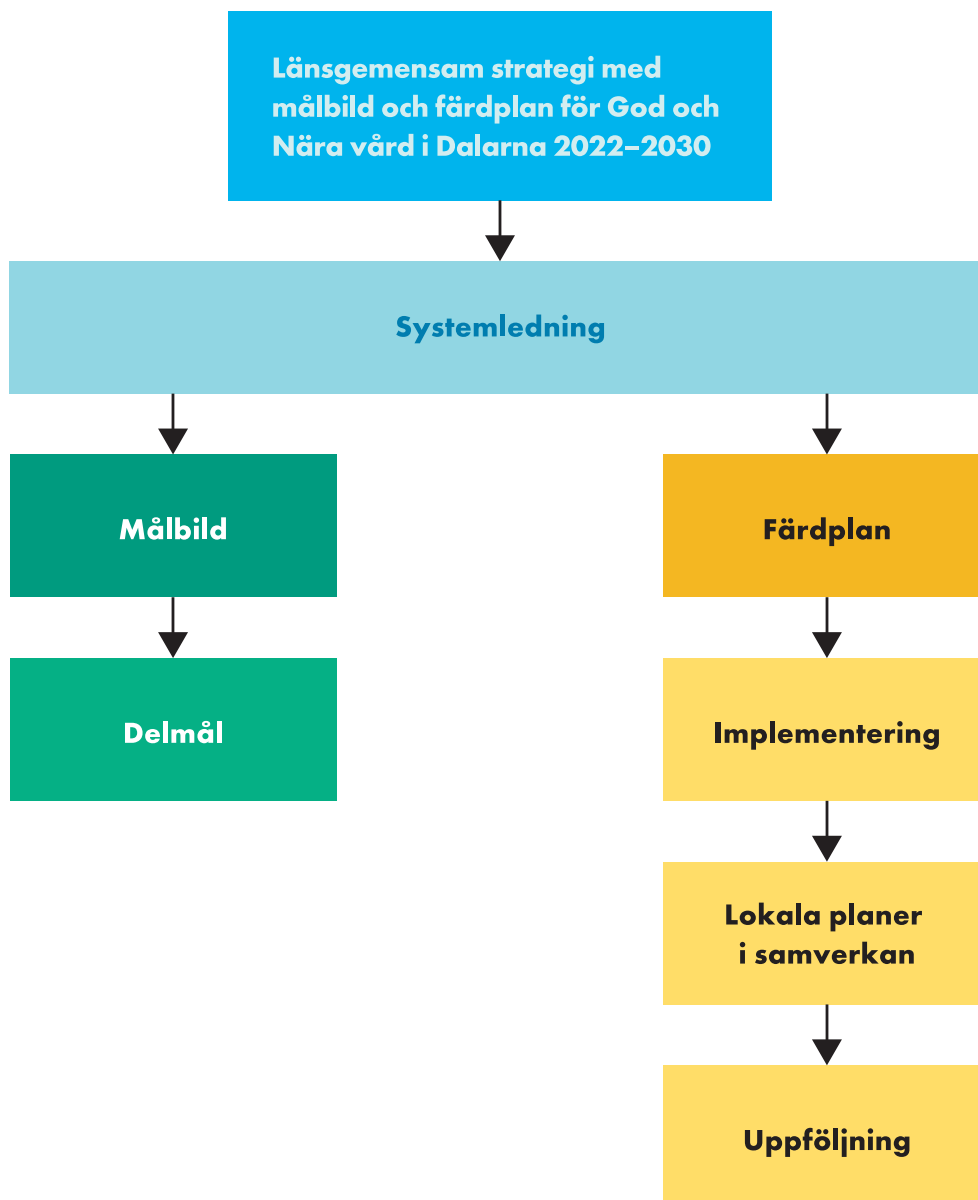 Länsgemensam strategi med
målbild och färdplan för God och
Nära vård i Dalarna 2022–2030
Systemledning
Målbild
Färdplan
Delmål
Implementering
Lokala planer
i samverkan
Uppföljning